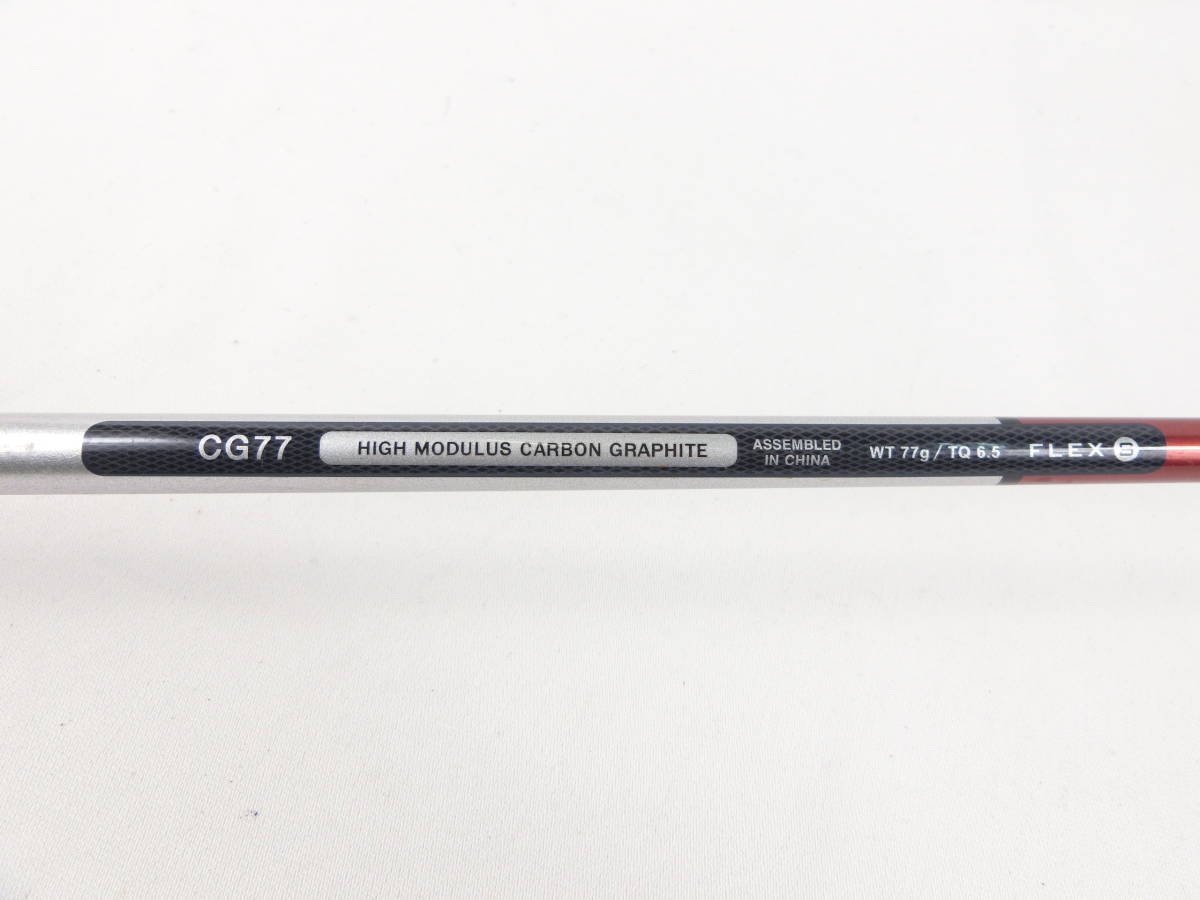 CG77
HIGH MODULUS CARBON GRAPHITE
ASSEMBLED
IN CHINA
WT 77g / TQ 6.5
FLEX